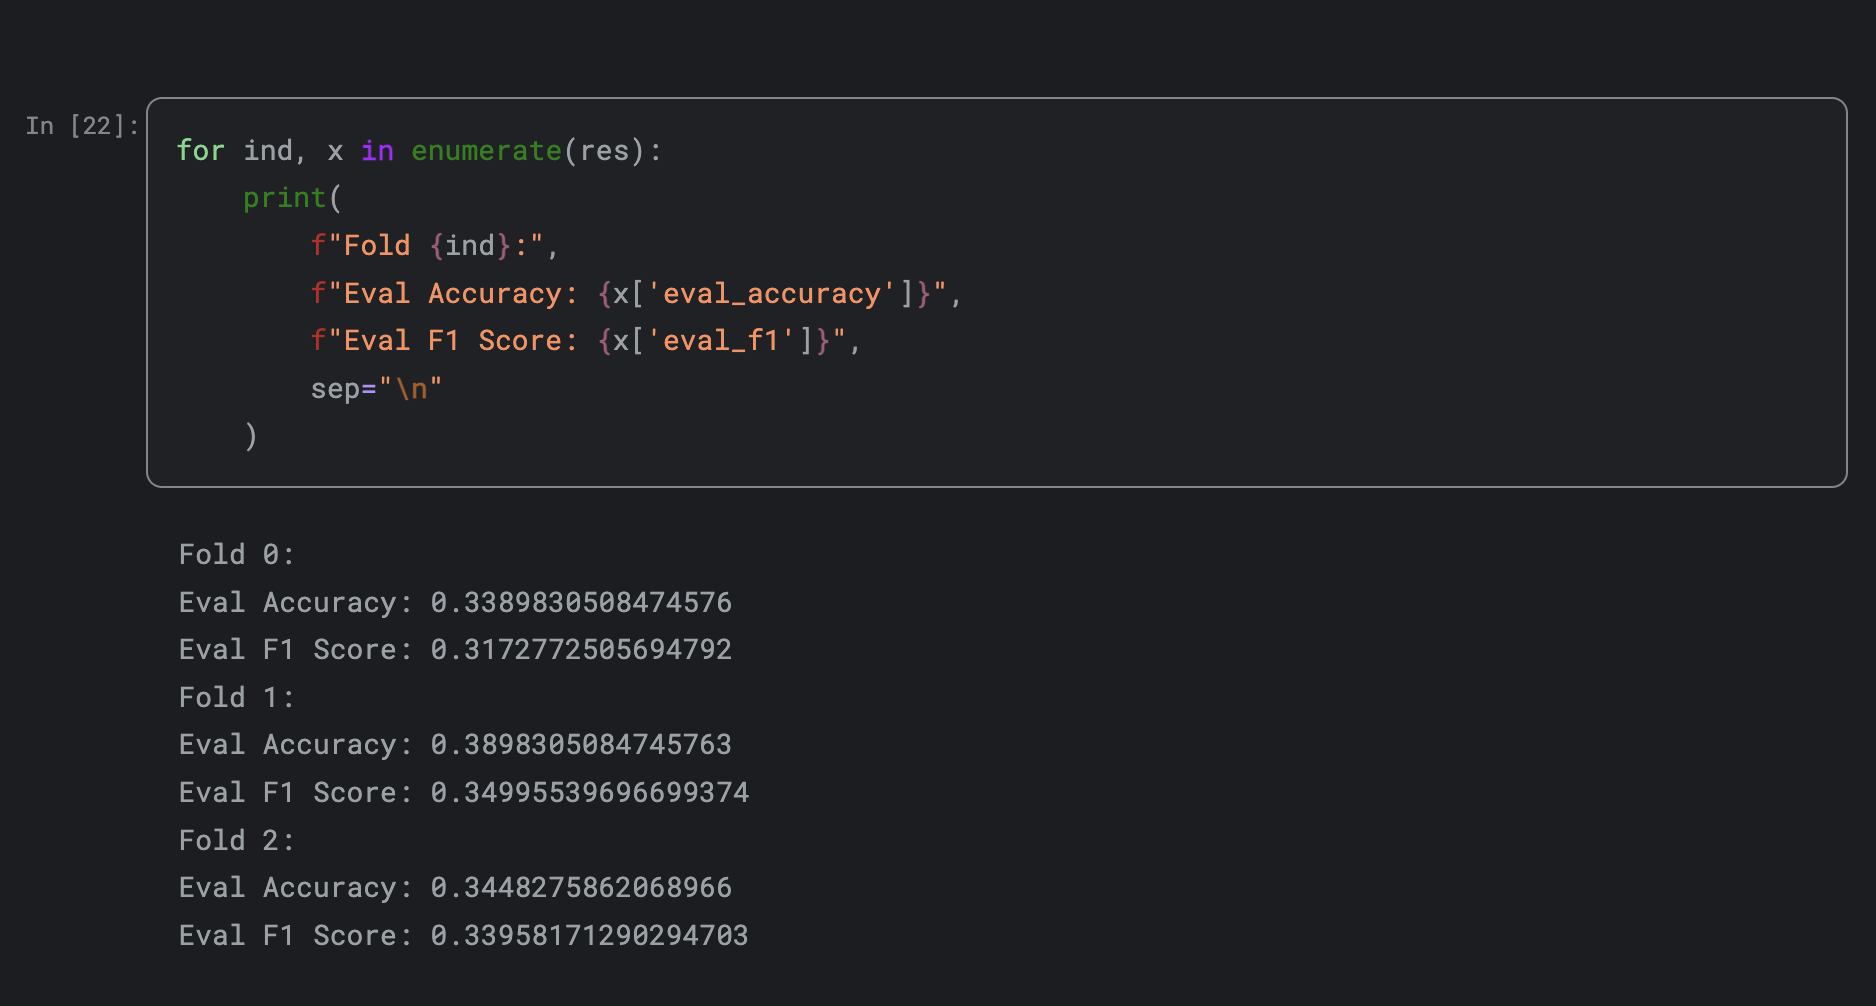 In [22]:
for ind, x in enumerate(res):
    print(
        f"Fold {ind}:",
        f"Eval Accuracy: {x['eval_accuracy']}",
        f"Eval F1 Score: {x['eval_f1']}",
        sep="\n"
    )
Fold 0:
Eval Accuracy: 0.3389830508474576
Eval F1 Score: 0.3172772505694792
Fold 1:
Eval Accuracy: 0.3898305084745763
Eval F1 Score: 0.34995539696699374
Fold 2:
Eval Accuracy: 0.3448275862068966
Eval F1 Score: 0.33958171290294703